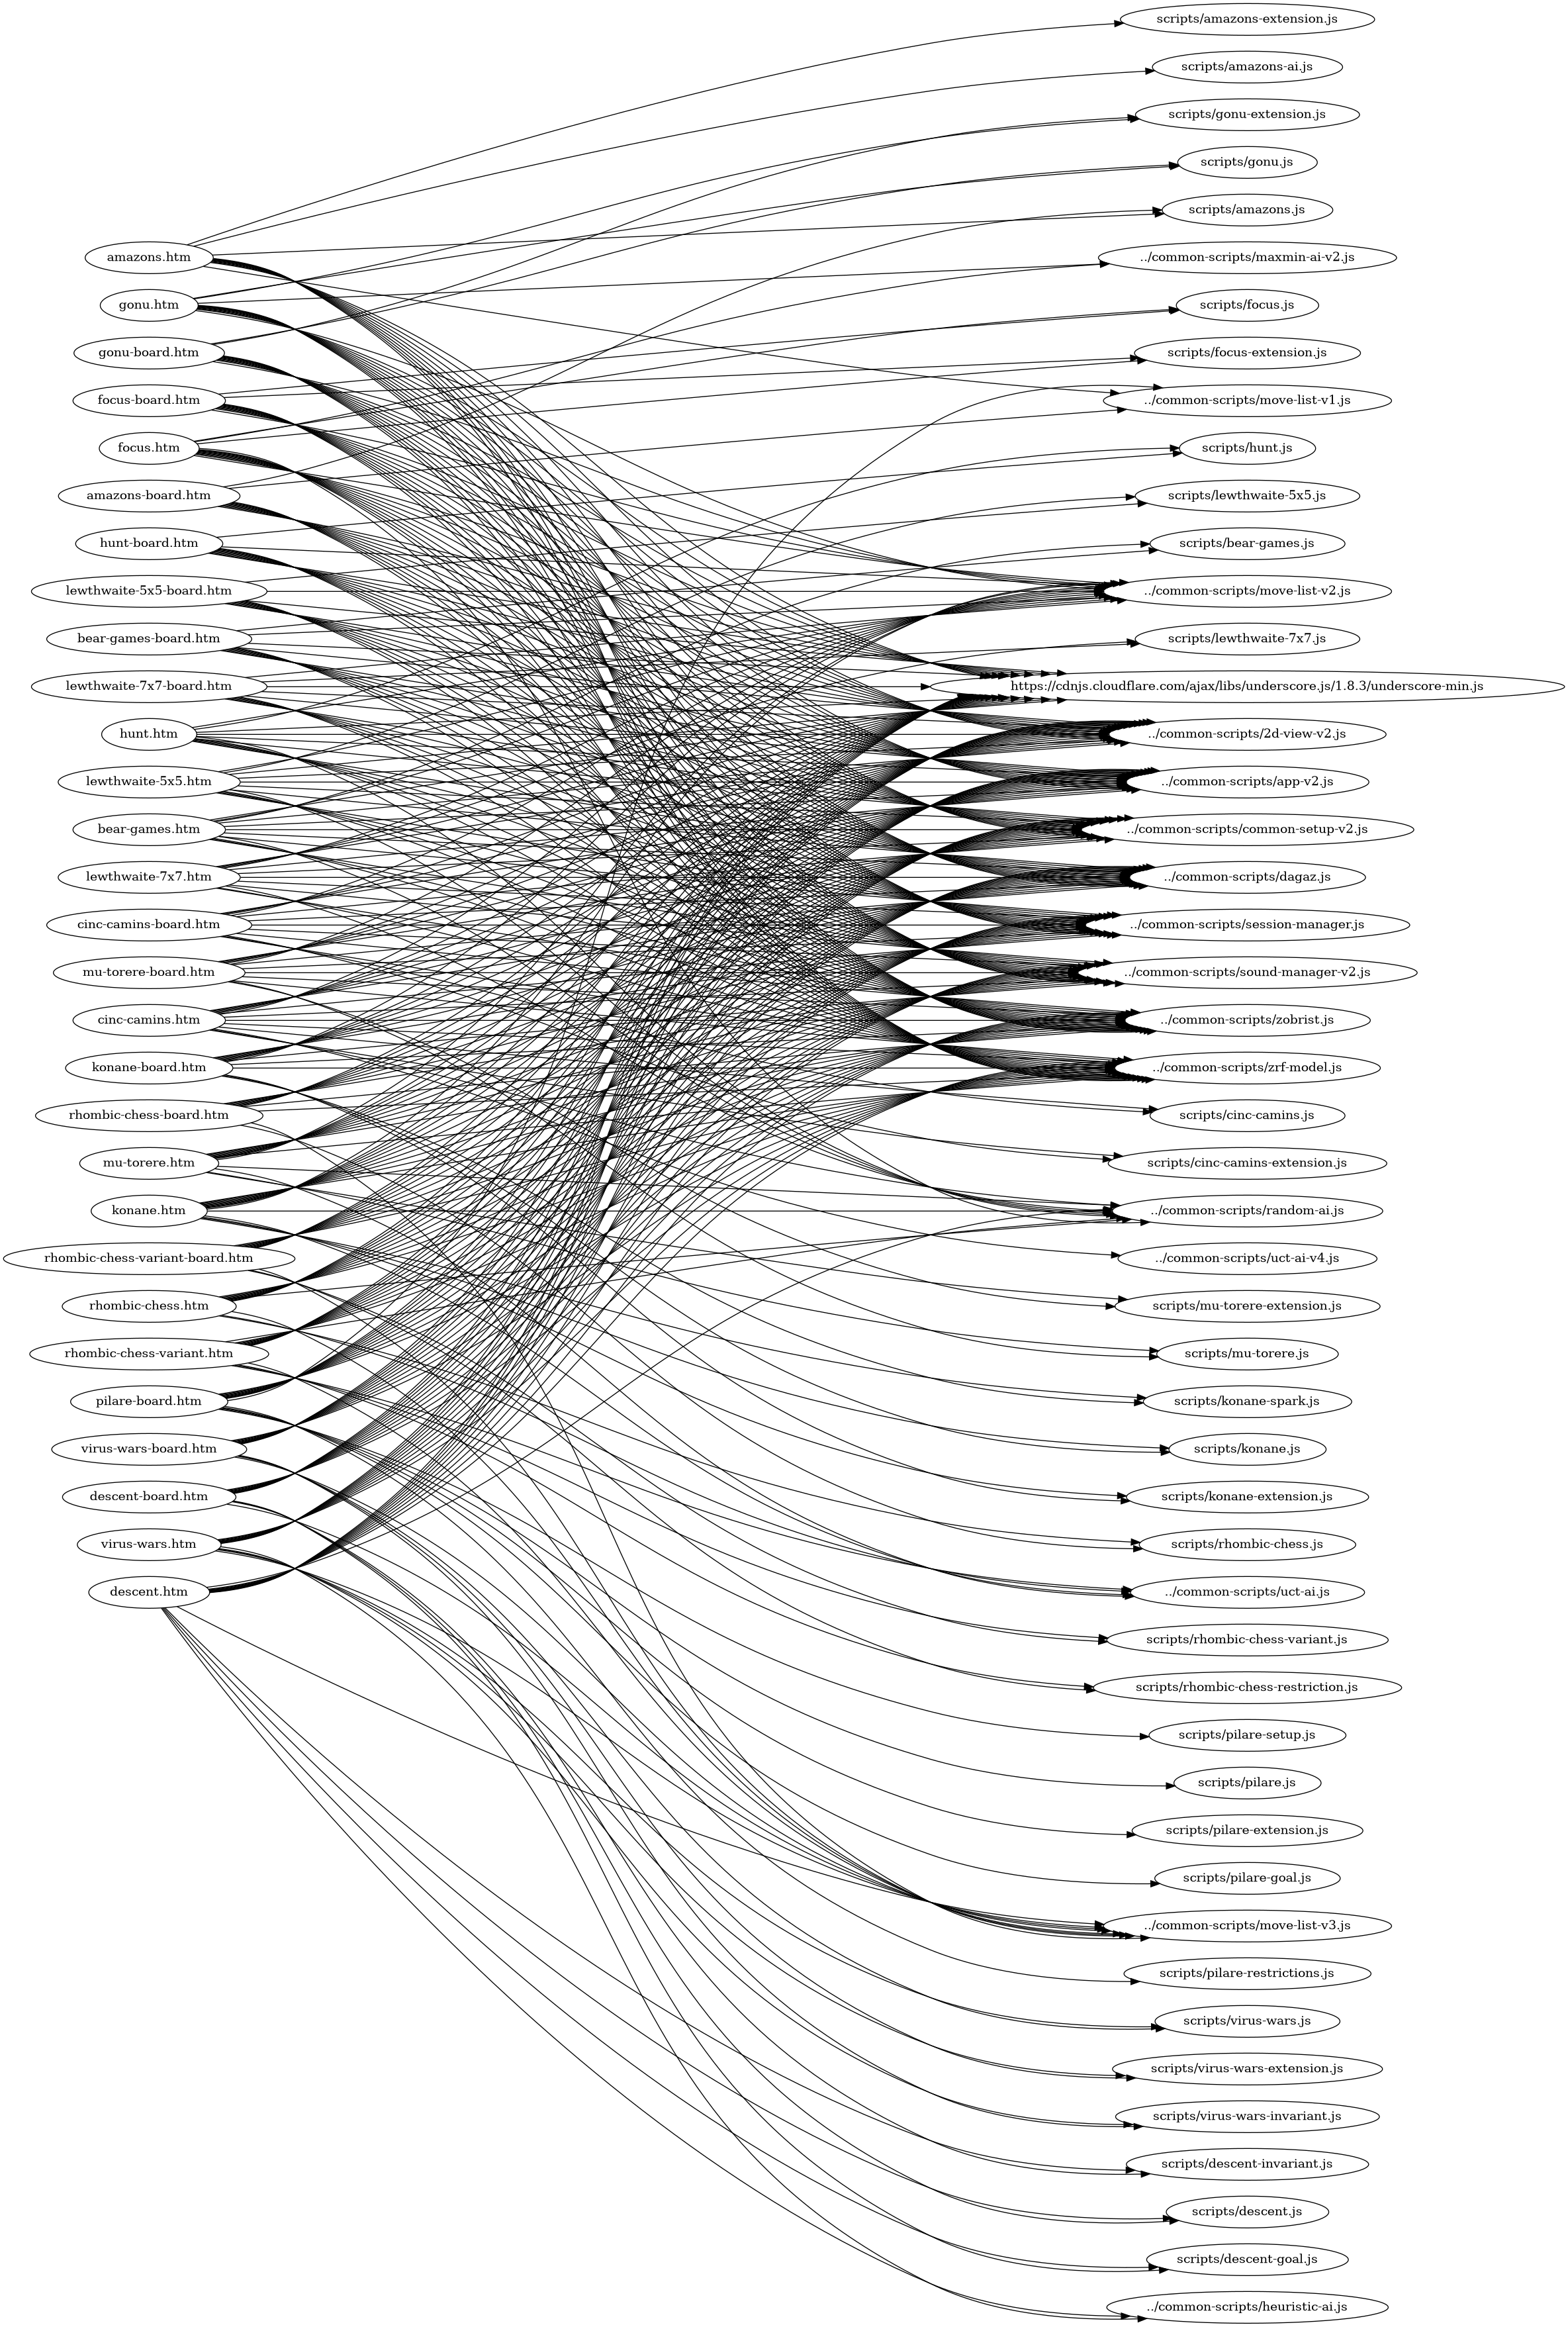 scripts/amazons-extension.js
scripts/amazons-ai.js
scripts/gonu-extension.js
scripts/gonu.js
scripts/amazons.js
amazons.htm
../common-scripts/maxmin-ai-v2.js
gonu.htm
scripts/focus.js
gonu-board.htm
scripts/focus-extension.js
focus-board.htm
../common-scripts/move-list-v1.js
focus.htm
scripts/hunt.js
amazons-board.htm
scripts/lewthwaite-5x5.js
hunt-board.htm
scripts/bear-games.js
lewthwaite-5x5-board.htm
../common-scripts/move-list-v2.js
bear-games-board.htm
scripts/lewthwaite-7x7.js
lewthwaite-7x7-board.htm
https://cdnjs.cloudflare.com/ajax/libs/underscore.js/1.8.3/underscore-min.js
hunt.htm
../common-scripts/2d-view-v2.js
lewthwaite-5x5.htm
../common-scripts/app-v2.js
bear-games.htm
../common-scripts/common-setup-v2.js
lewthwaite-7x7.htm
../common-scripts/dagaz.js
cinc-camins-board.htm
../common-scripts/session-manager.js
mu-torere-board.htm
../common-scripts/sound-manager-v2.js
cinc-camins.htm
../common-scripts/zobrist.js
konane-board.htm
../common-scripts/zrf-model.js
rhombic-chess-board.htm
scripts/cinc-camins.js
mu-torere.htm
scripts/cinc-camins-extension.js
konane.htm
../common-scripts/random-ai.js
rhombic-chess-variant-board.htm
../common-scripts/uct-ai-v4.js
rhombic-chess.htm
scripts/mu-torere-extension.js
rhombic-chess-variant.htm
scripts/mu-torere.js
pilare-board.htm
scripts/konane-spark.js
virus-wars-board.htm
scripts/konane.js
descent-board.htm
scripts/konane-extension.js
virus-wars.htm
scripts/rhombic-chess.js
descent.htm
../common-scripts/uct-ai.js
scripts/rhombic-chess-variant.js
scripts/rhombic-chess-restriction.js
scripts/pilare-setup.js
scripts/pilare.js
scripts/pilare-extension.js
scripts/pilare-goal.js
../common-scripts/move-list-v3.js
scripts/pilare-restrictions.js
scripts/virus-wars.js
scripts/virus-wars-extension.js
scripts/virus-wars-invariant.js
scripts/descent-invariant.js
scripts/descent.js
scripts/descent-goal.js
../common-scripts/heuristic-ai.js